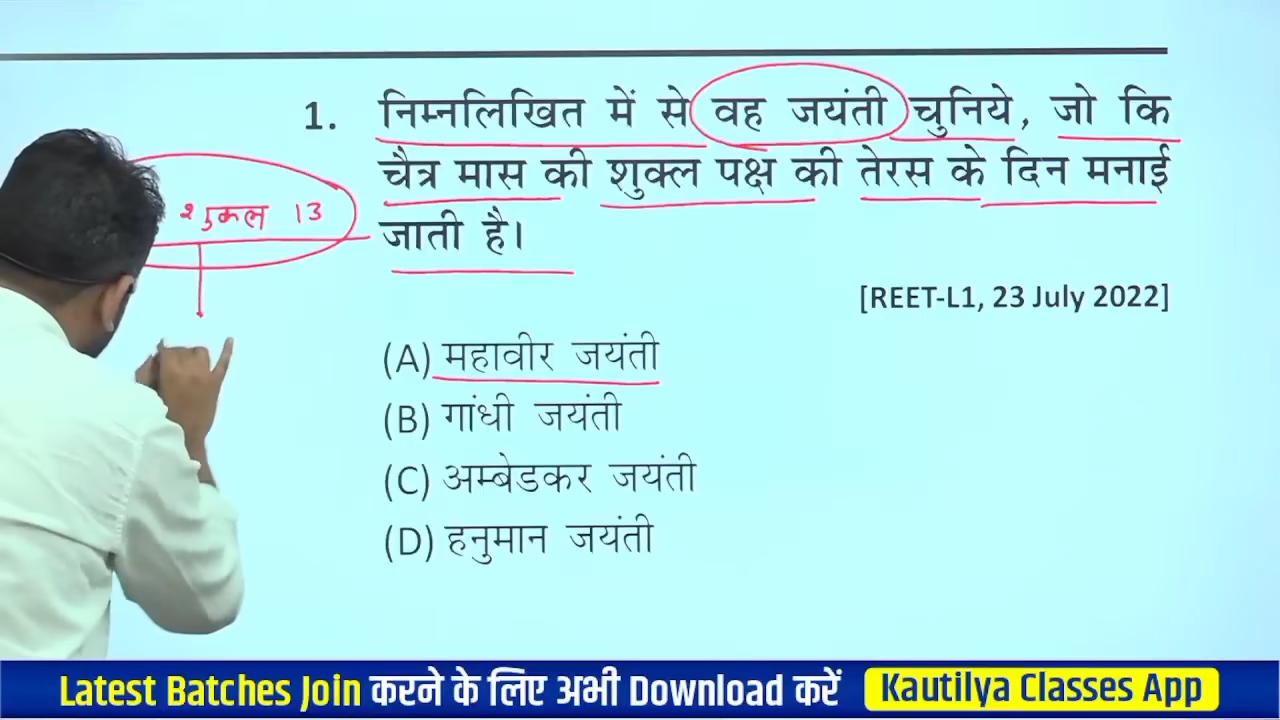 1. निम्नलिखित में से वह जयंती चुनिये, जो कि
चैत्र मास की शुक्ल पक्ष की तेरस के दिन मनाई
जाती है।
शुक्ल 13
[REET-L1, 23 July 2022]
(A) महावीर जयंती
(B) गांधी जयंती
(C) अम्बेडकर जयंती
(D) हनुमान जयंती
Latest Batches Join करने के लिए अभी Download करें Kautilya Classes App